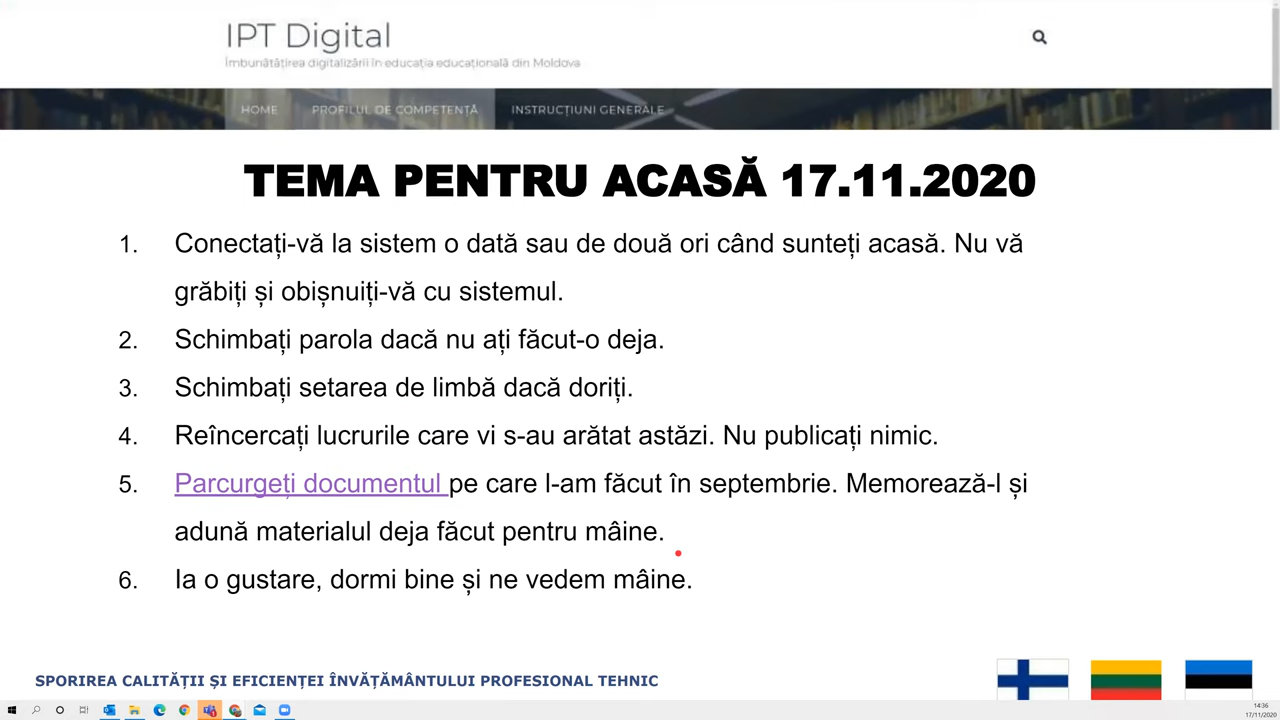 IPT Digital
Îmbunătățirea digitalizării în educația educațională din Moldova
HOME PROFILUL DE COMPETENȚĂ INSTRUCȚIUNI GENERALE
TEMA PENTRU ACASĂ 17.11.2020
1. Conectați-vă la sistem o dată sau de două ori când sunteți acasă. Nu vă
grăbiți și obișnuiți-vă cu sistemul.
2. Schimbați parola dacă nu ați făcut-o deja.
3. Schimbați setarea de limbă dacă doriți.
4. Reîncercați lucrurile care vi s-au arătat astăzi. Nu publicați nimic.
5. Parcurgeți documentul pe care l-am făcut în septembrie. Memorează-l și
adună materialul deja făcut pentru mâine.
6. Ia o gustare, dormi bine și ne vedem mâine.
SPORIREA CALITĂȚII ȘI EFICIENȚEI ÎNVĂȚĂMÂNTULUI PROFESIONAL TEHNIC
14:36
17/11/2020